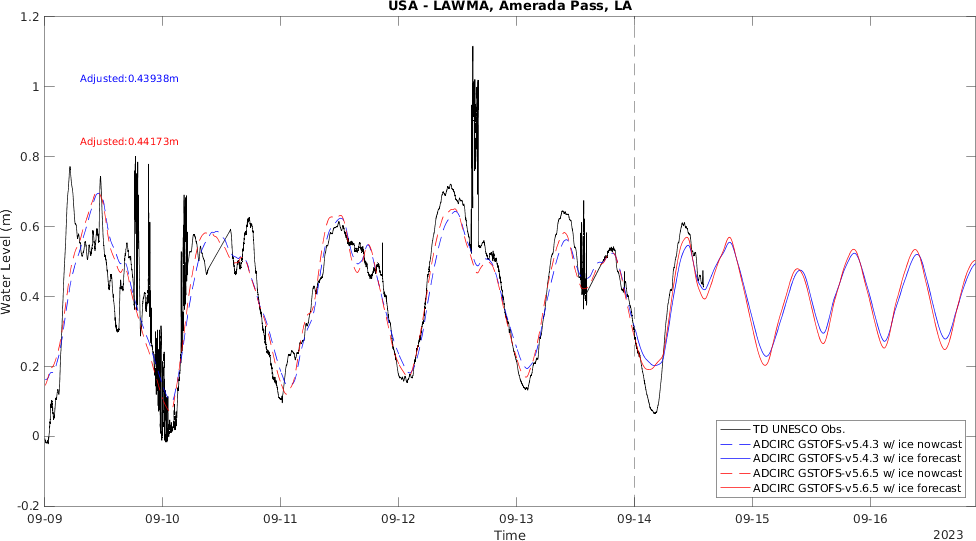 USA - LAWMA, Amerada Pass, LA
1.2
1
0.8
0.6
0.4
0.2
0
-0.2
Water Level (m)
Adjusted:0.43938m
Adjusted:0.44173m
TD UNESCO Obs.
ADCIRC GSTOFS-v5.4.3 w/ ice nowcast
ADCIRC GSTOFS-v5.4.3 w/ ice forecast
ADCIRC GSTOFS-v5.6.5 w/ ice nowcast
ADCIRC GSTOFS-v5.6.5 w/ ice forecast
09-09 09-10 09-11 09-12 09-13 09-14 09-15 09-16
Time
2023